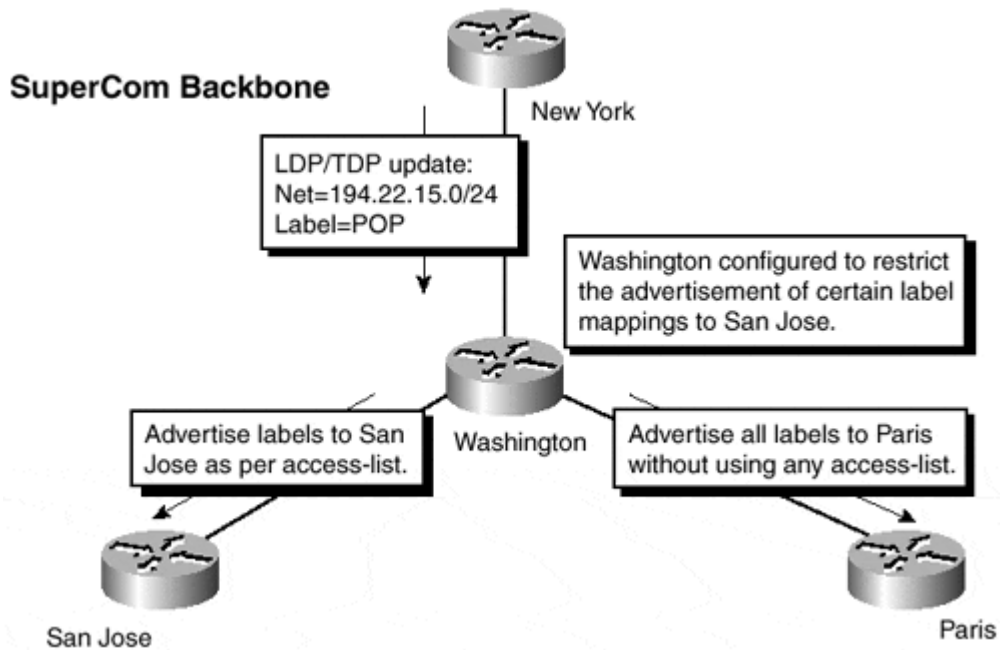 SuperCom Backbone
New York
LDP/TDP update:
Net=194.22.15.0/24
Label=POP
Washington configured to restrict
the advertisement of certain label
mappings to San Jose.
Washington
Advertise labels to San
Jose as per access-list.
Advertise all labels to Paris
without using any access-list.
San Jose
Paris